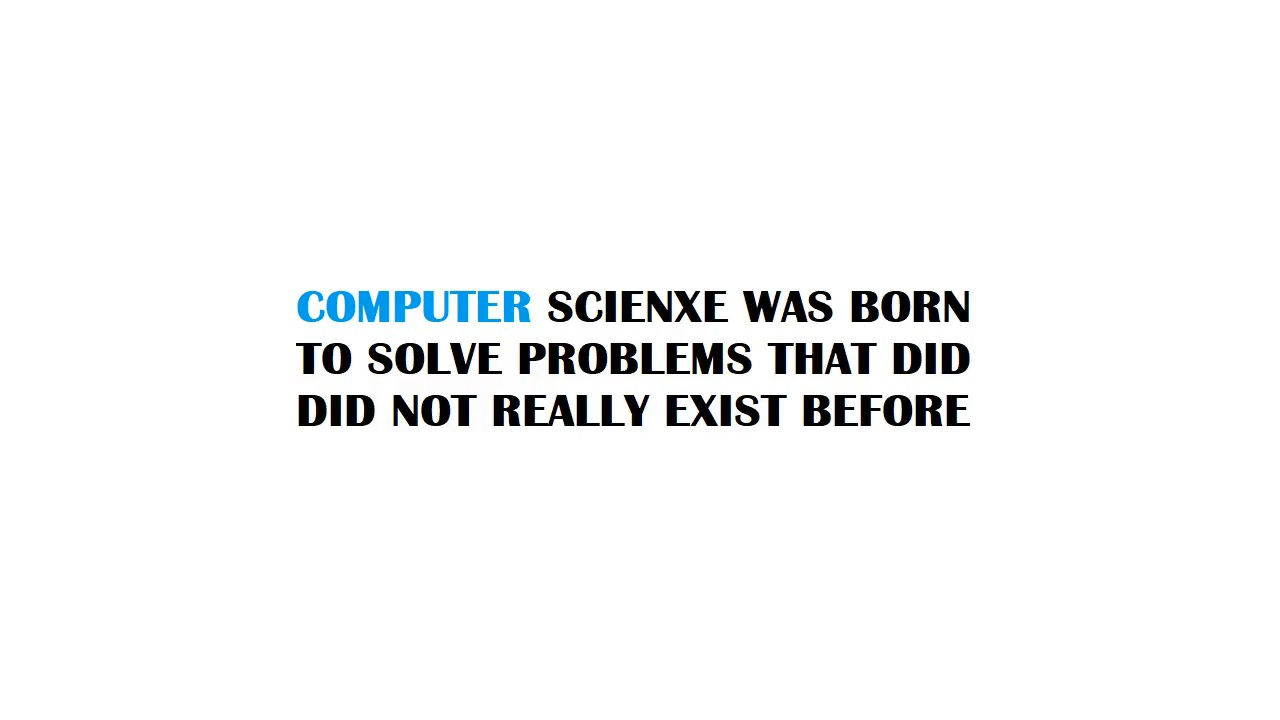 COMPUTER SCIENXE WAS BORN
TO SOLVE PROBLEMS THAT DID
DID NOT REALLY EXIST BEFORE